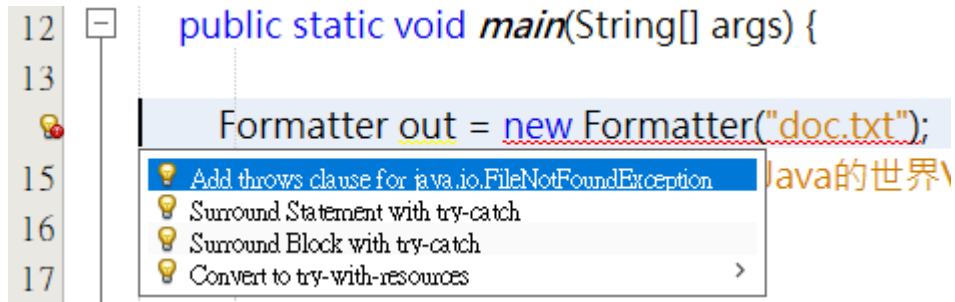 12 public static void main(String[] args) {
13
Formatter out = new Formatter("doc.txt");
Add throws clause for java.io.FileNotFoundException
15 Java的世界\
Surround Statement with try-catch
16 Surround Block with try-catch
17 Convert to try-with-resources